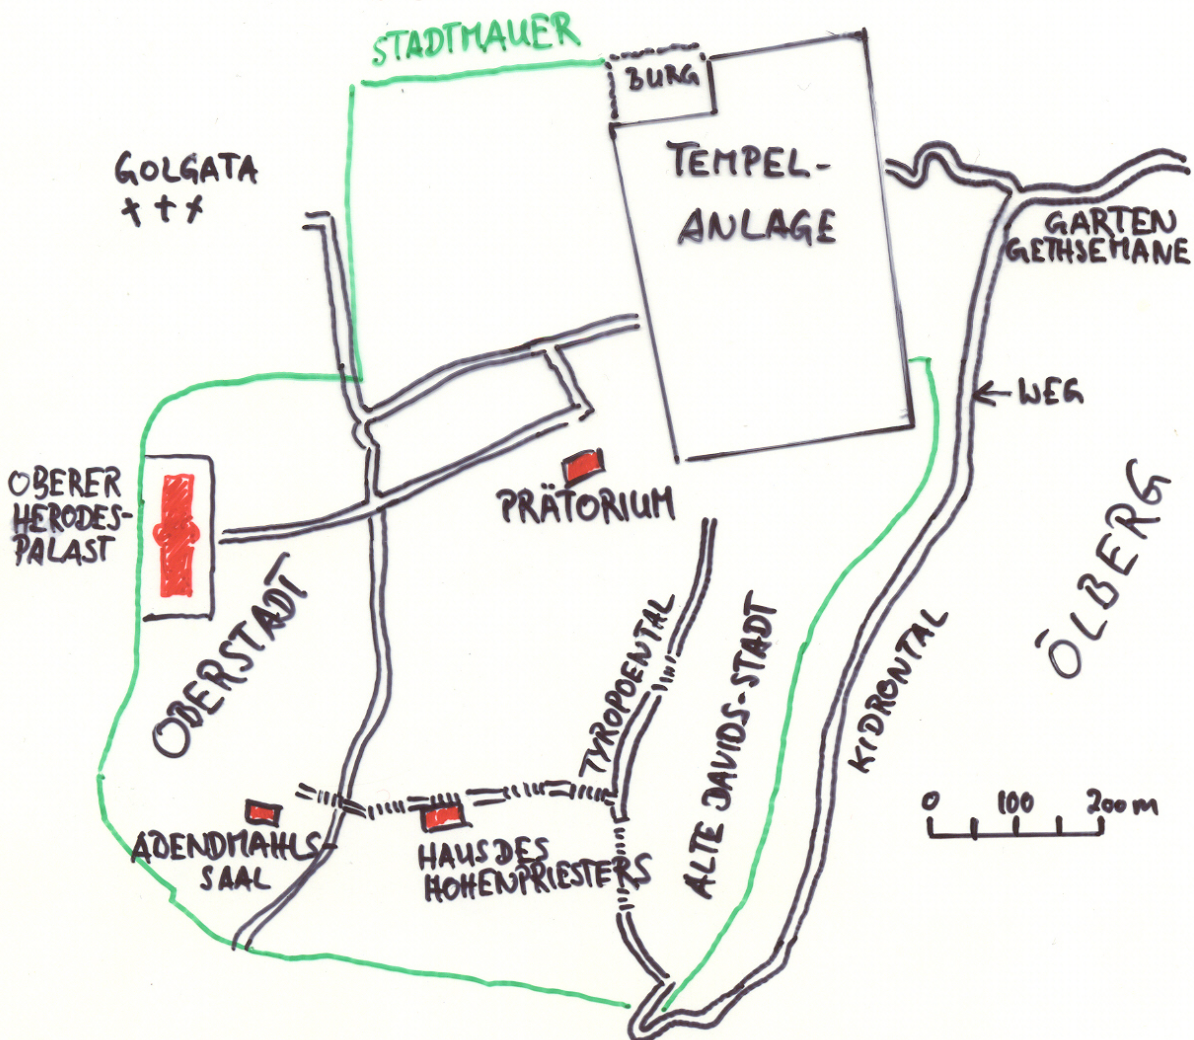 STADTMAUER
BURG
GOLGATA
TEMPEL-
ANLAGE
GARTEN
GETHSEMANE
WEG
OBERER
HERODES-
PALAST
PRÄTORIUM
ÖLBERG
OBERSTADT
TYROPOENTAL
ALTE DAVIDS-STADT
KIDRONTAL
0 100 200m
ABENDMAHLS-
SAAL
HAUS DES
HOHENPRIESTERS